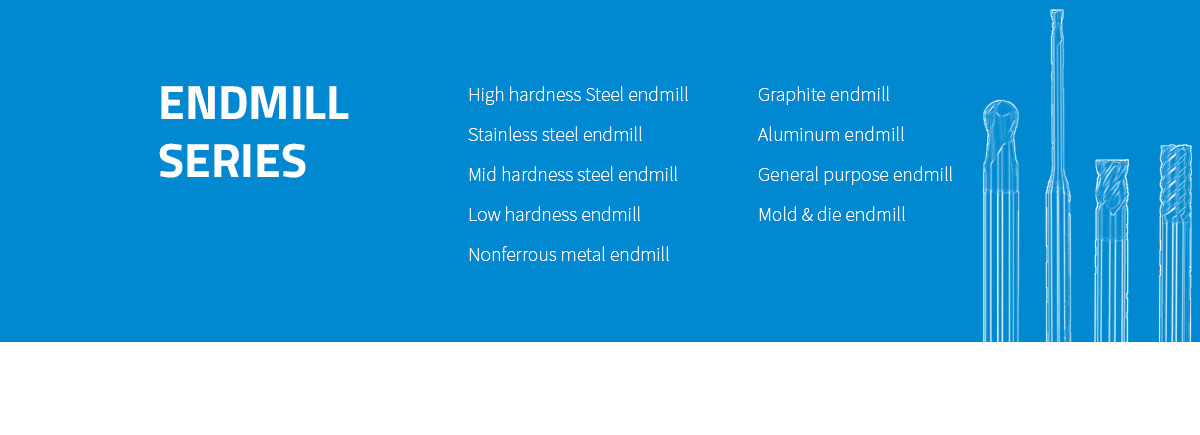 ENDMILL
SERIES
High hardness Steel endmill
Stainless steel endmill
Mid hardness steel endmill
Low hardness endmill
Nonferrous metal endmill
Graphite endmill
Aluminum endmill
General purpose endmill
Mold & die endmill